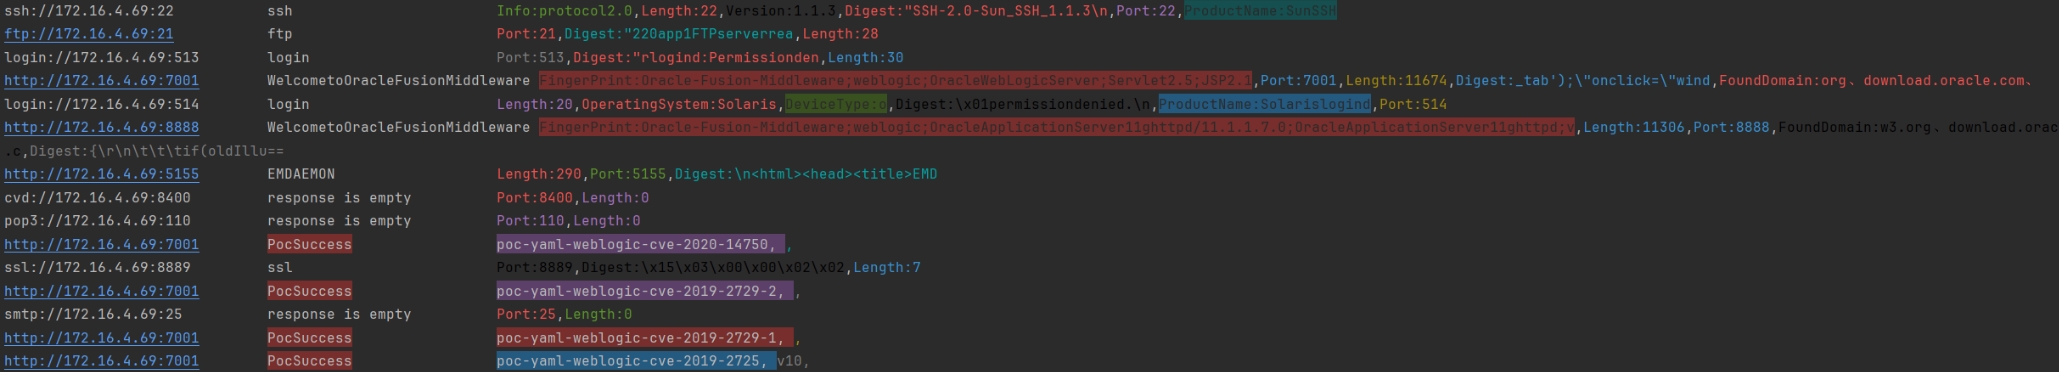 ssh://172.16.4.69:22 ssh Info:protocol2.0,Length:22,Version:1.1.3,Digest:"SSH-2.0-Sun_SSH_1.1.3\n,Port:22,ProductName:SunSSH
ftp://172.16.4.69:21 ftp Port:21,Digest:"220app1FTPserverrea,Length:28
login://172.16.4.69:513 login Port:513,Digest:"rlogind:Permissionden,Length:30
http://172.16.4.69:7001 WelcometoOracleFusionMiddleware FingerPrint:Oracle-Fusion-Middleware;weblogic;OracleWebLogicServer;Servlet2.5;JSP2.1,Port:7001,Length:11674,Digest:_tab');\"onclick=\"wind,FoundDomain:org、download.oracle.com、
login://172.16.4.69:514 login Length:20,OperatingSystem:Solaris,DeviceType:o,Digest:\x01permissiondenied.\n,ProductName:Solarislogind,Port:514
http://172.16.4.69:8888 WelcometoOracleFusionMiddleware FingerPrint:Oracle-Fusion-Middleware;weblogic;OracleApplicationServer11ghttpd/11.1.1.7.0;OracleApplicationServer11ghttpd;v,Length:11306,Port:8888,FoundDomain:w3.org、download.orac
.c,Digest:{\r\n\t\t\tif(oldIllu==
http://172.16.4.69:5155 EMDAEMON Length:290,Port:5155,Digest:\n<html><head><title>EMD
cvd://172.16.4.69:8400 response is empty Port:8400,Length:0
pop3://172.16.4.69:110 response is empty Port:110,Length:0
http://172.16.4.69:7001 PocSuccess poc-yaml-weblogic-cve-2020-14750, ,
ssl://172.16.4.69:8889 ssl Port:8889,Digest:\x15\x03\x00\x00\x02\x02,Length:7
http://172.16.4.69:7001 PocSuccess poc-yaml-weblogic-cve-2019-2729-2, ,
smtp://172.16.4.69:25 response is empty Port:25,Length:0
http://172.16.4.69:7001 PocSuccess poc-yaml-weblogic-cve-2019-2729-1, ,
http://172.16.4.69:7001 PocSuccess poc-yaml-weblogic-cve-2019-2725, v10,